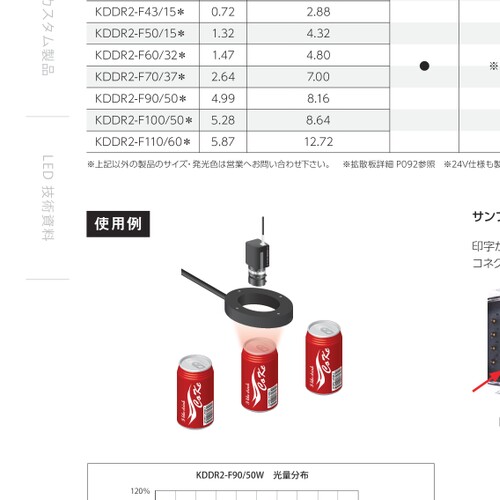 カスタム製品
LED 技術資料
KDDR2-F43/15＊ 0.72 2.88
KDDR2-F50/15＊ 1.32 4.32
KDDR2-F60/32＊ 1.47 4.80
KDDR2-F70/37＊ 2.64 7.00
KDDR2-F90/50＊ 4.99 8.16
KDDR2-F100/50＊ 5.28 8.64
KDDR2-F110/60＊ 5.87 12.72
● ※
※上記以外の製品のサイズ・発光色は営業へお問い合わせ下さい。 ※拡散板詳細 P092参照 ※24V仕様も製
使用例
サンプ
印字か
コネク
CoKe
CoKe
CoKe
KDDR2-F90/50W 光量分布
120%